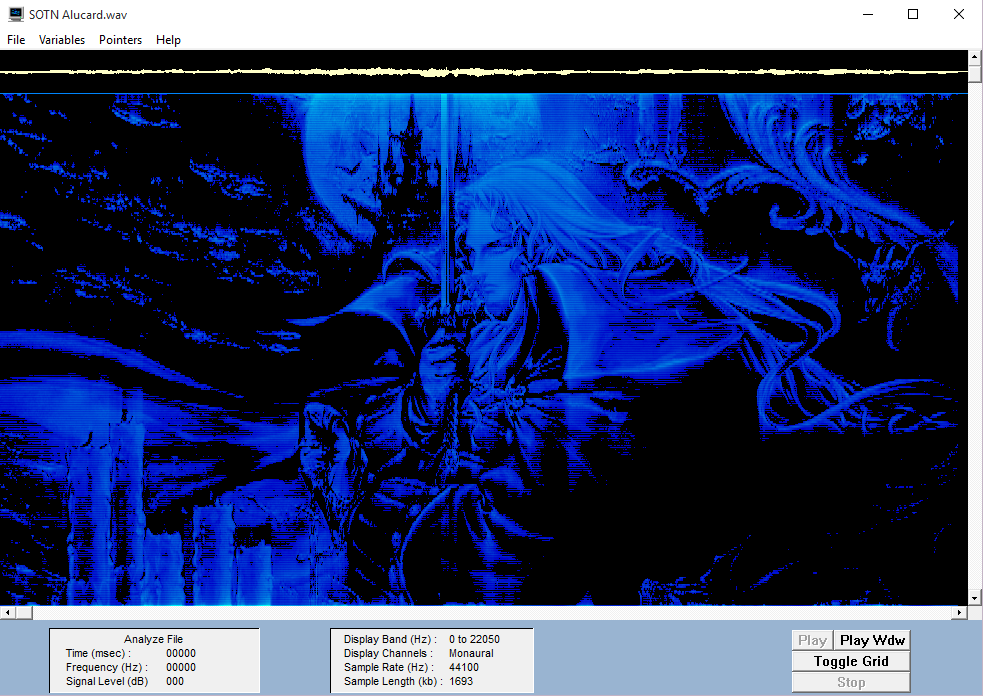 SOTN Alucard.wav
File Variables Pointers Help
Analyze File
Time (msec) : 00000
Frequency (Hz) : 00000
Signal Level (dB) 000
Display Band (Hz) : 0 to 22050
Display Channels : Monaural
Sample Rate (Hz) : 44100
Sample Length (kb) : 1693
Play Play Wdw
Toggle Grid
Stop